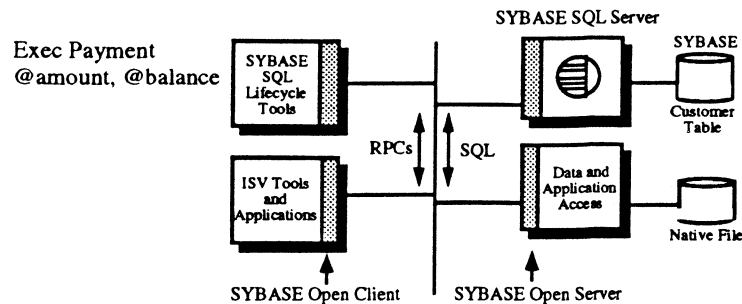 Exec Payment
@amount, @balance
SYBASE
SQL
Lifecycle
Tools
SYBASE SQL Server
SYBASE
Customer
Table
RPCs
SQL
ISV Tools
and
Applications
Data and
Application
Access
Native File
SYBASE Open Client
SYBASE Open Server